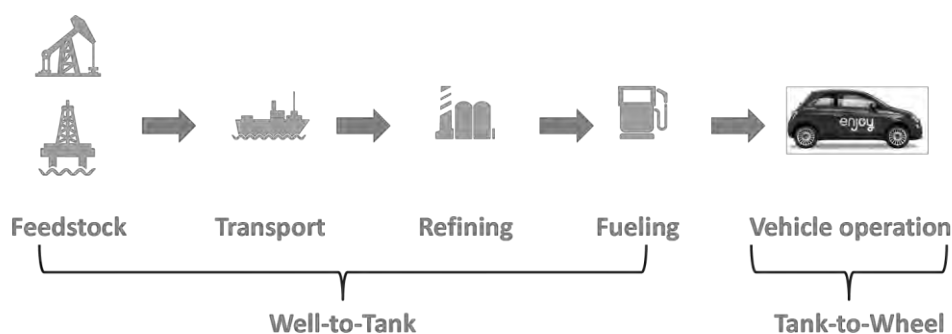 enjoy
Feedstock
Transport
Refining
Fueling
Vehicle operation
Well-to-Tank
Tank-to-Wheel